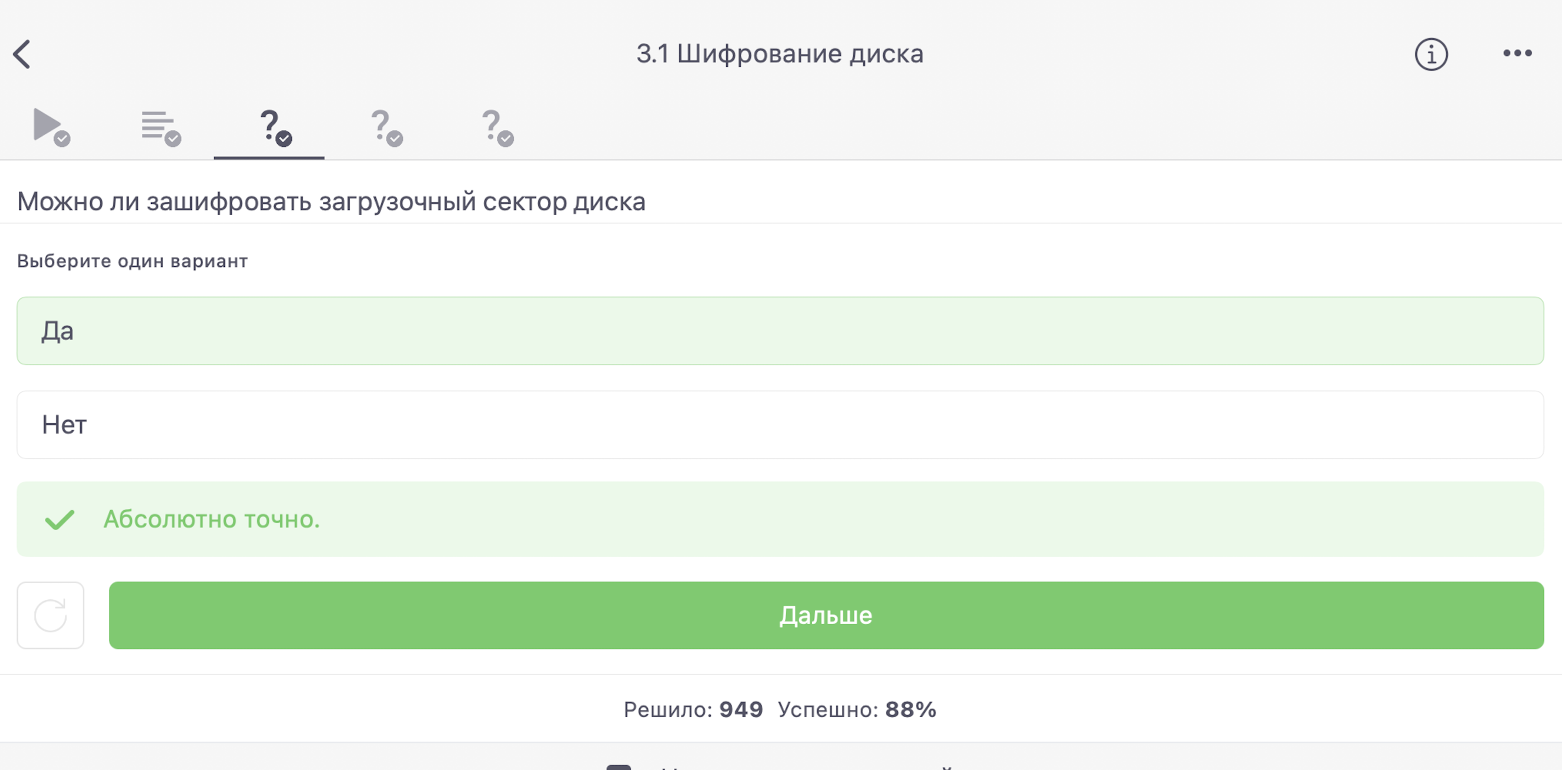 3.1 Шифрование диска
Можно ли зашифровать загрузочный сектор диска
Выберите один вариант
Да
Нет
Абсолютно точно.
Дальше
Решило: 949 Успешно: 88%